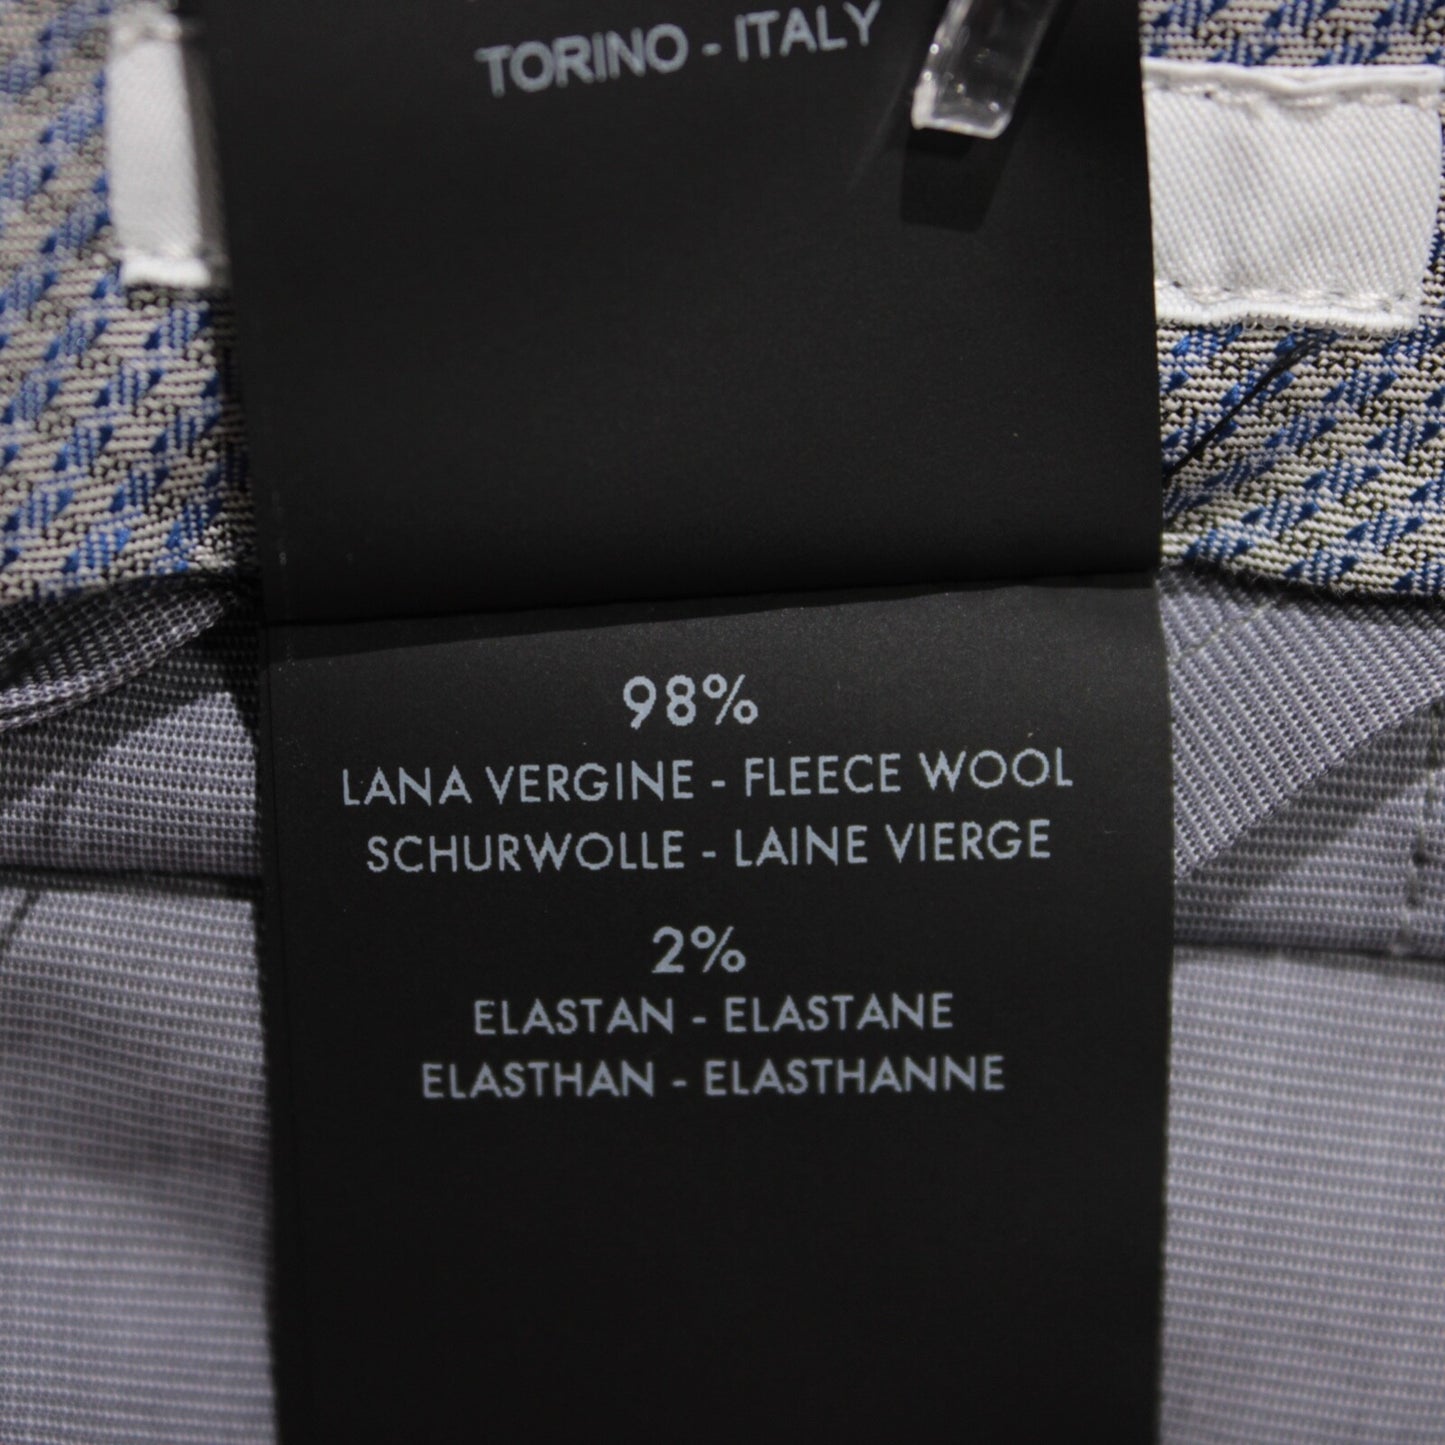 TORINO - ITALY
98%
LANA VERGINE - FLEECE WOOL
SCHURWOLLE - LAINE VIERGE
2%
ELASTAN - ELASTANE
ELASTHAN - ELASTHANNE